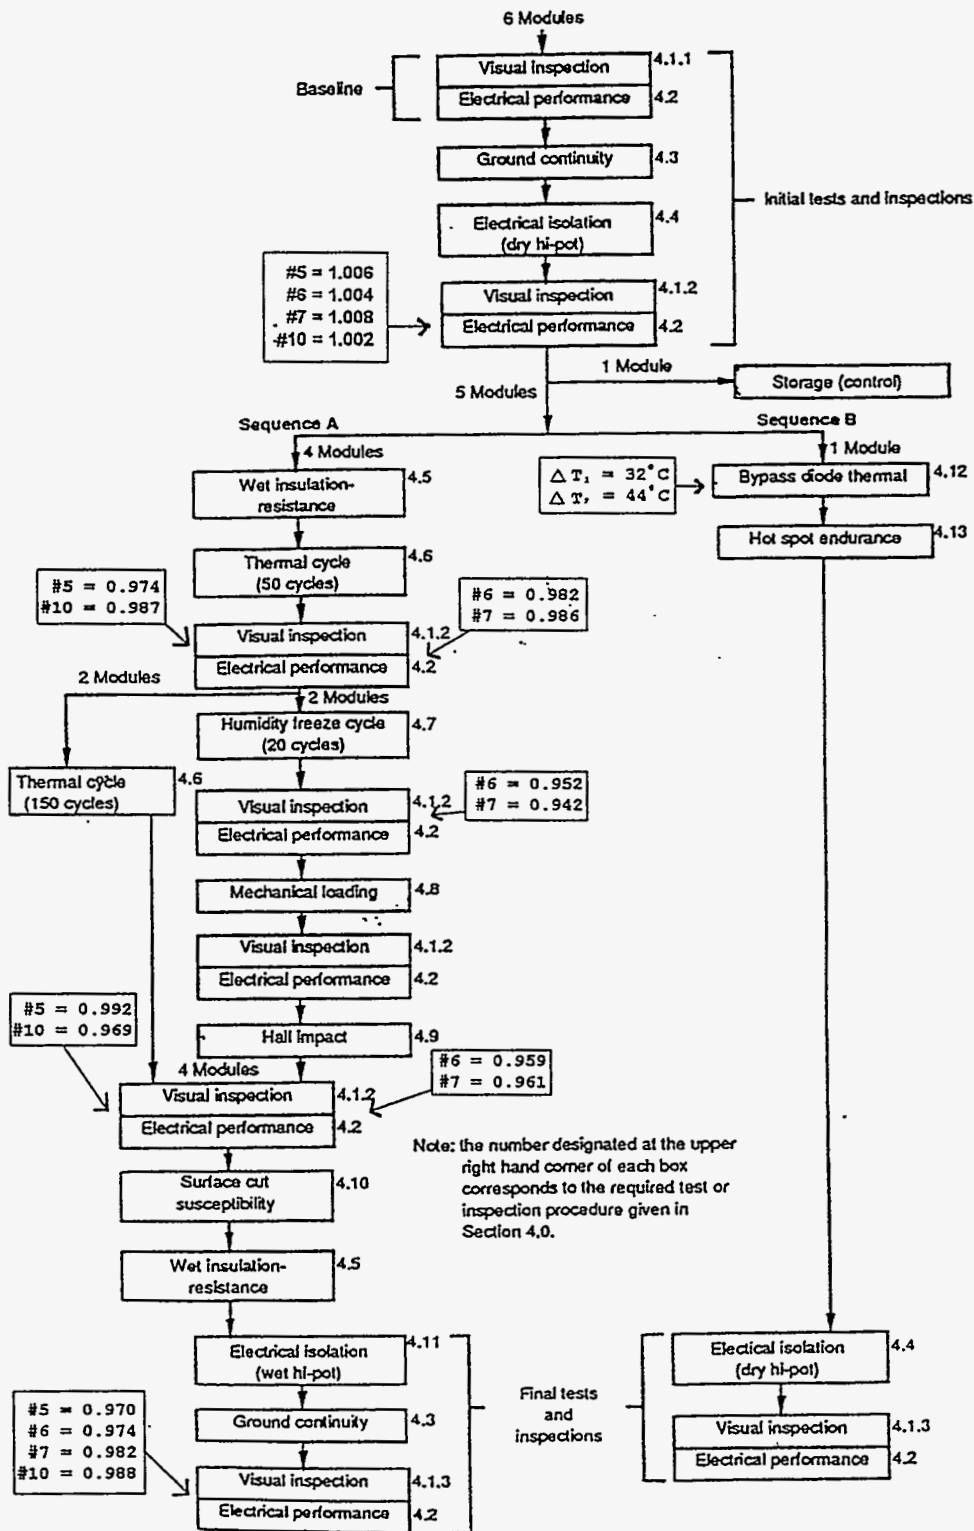 6 Modules
Baseline
Visual inspection
4.1.1
Electrical performance
4.2
Ground continuity
4.3
Electrical isolation
(dry hi-pot)
4.4
Initial tests and inspections
#5 = 1.006
#6 = 1.004
#7 = 1.008
#10 = 1.002
Visual inspection
4.1.2
Electrical performance
4.2
1 Module
Storage (control)
5 Modules
Sequence A
Sequence B
4 Modules
1 Module
Wet insulation-
resistance
4.5
Δ T₁ = 32°C
Δ T, = 44°C
Bypass diode thermal
4.12
Hot spot endurance
4.13
Thermal cycle
(50 cycles)
4.6
#5 = 0.974
#10 = 0.987
#6 = 0.982
#7 = 0.986
Visual inspection
4.1.2
Electrical performance
4.2
2 Modules
2 Modules
Humidity freeze cycle
(20 cycles)
4.7
Thermal cycle
(150 cycles)
4.6
#6 = 0.952
#7 = 0.942
Visual inspection
4.1.2
Electrical performance
4.2
Mechanical loading
4.8
Visual inspection
4.1.2
Electrical performance
4.2
#5 = 0.992
#10 = 0.969
Hail impact
4.9
#6 = 0.959
#7 = 0.961
4 Modules
Visual inspection
4.1.2
Electrical performance
4.2
Note: the number designated at the upper
right hand corner of each box
corresponds to the required test or
inspection procedure given in
Section 4.0.
Surface cut
susceptibility
4.10
Wet insulation-
resistance
4.5
Electrical isolation
(wet hi-pot)
4.11
Ground continuity
4.3
#5 = 0.970
#6 = 0.974
#7 = 0.982
#10 = 0.988
Visual inspection
4.1.3
Electrical performance
4.2
Final tests
and
inspections
Electical isolation
(dry hi-pot)
4.4
Visual inspection
4.1.3
Electrical performance
4.2